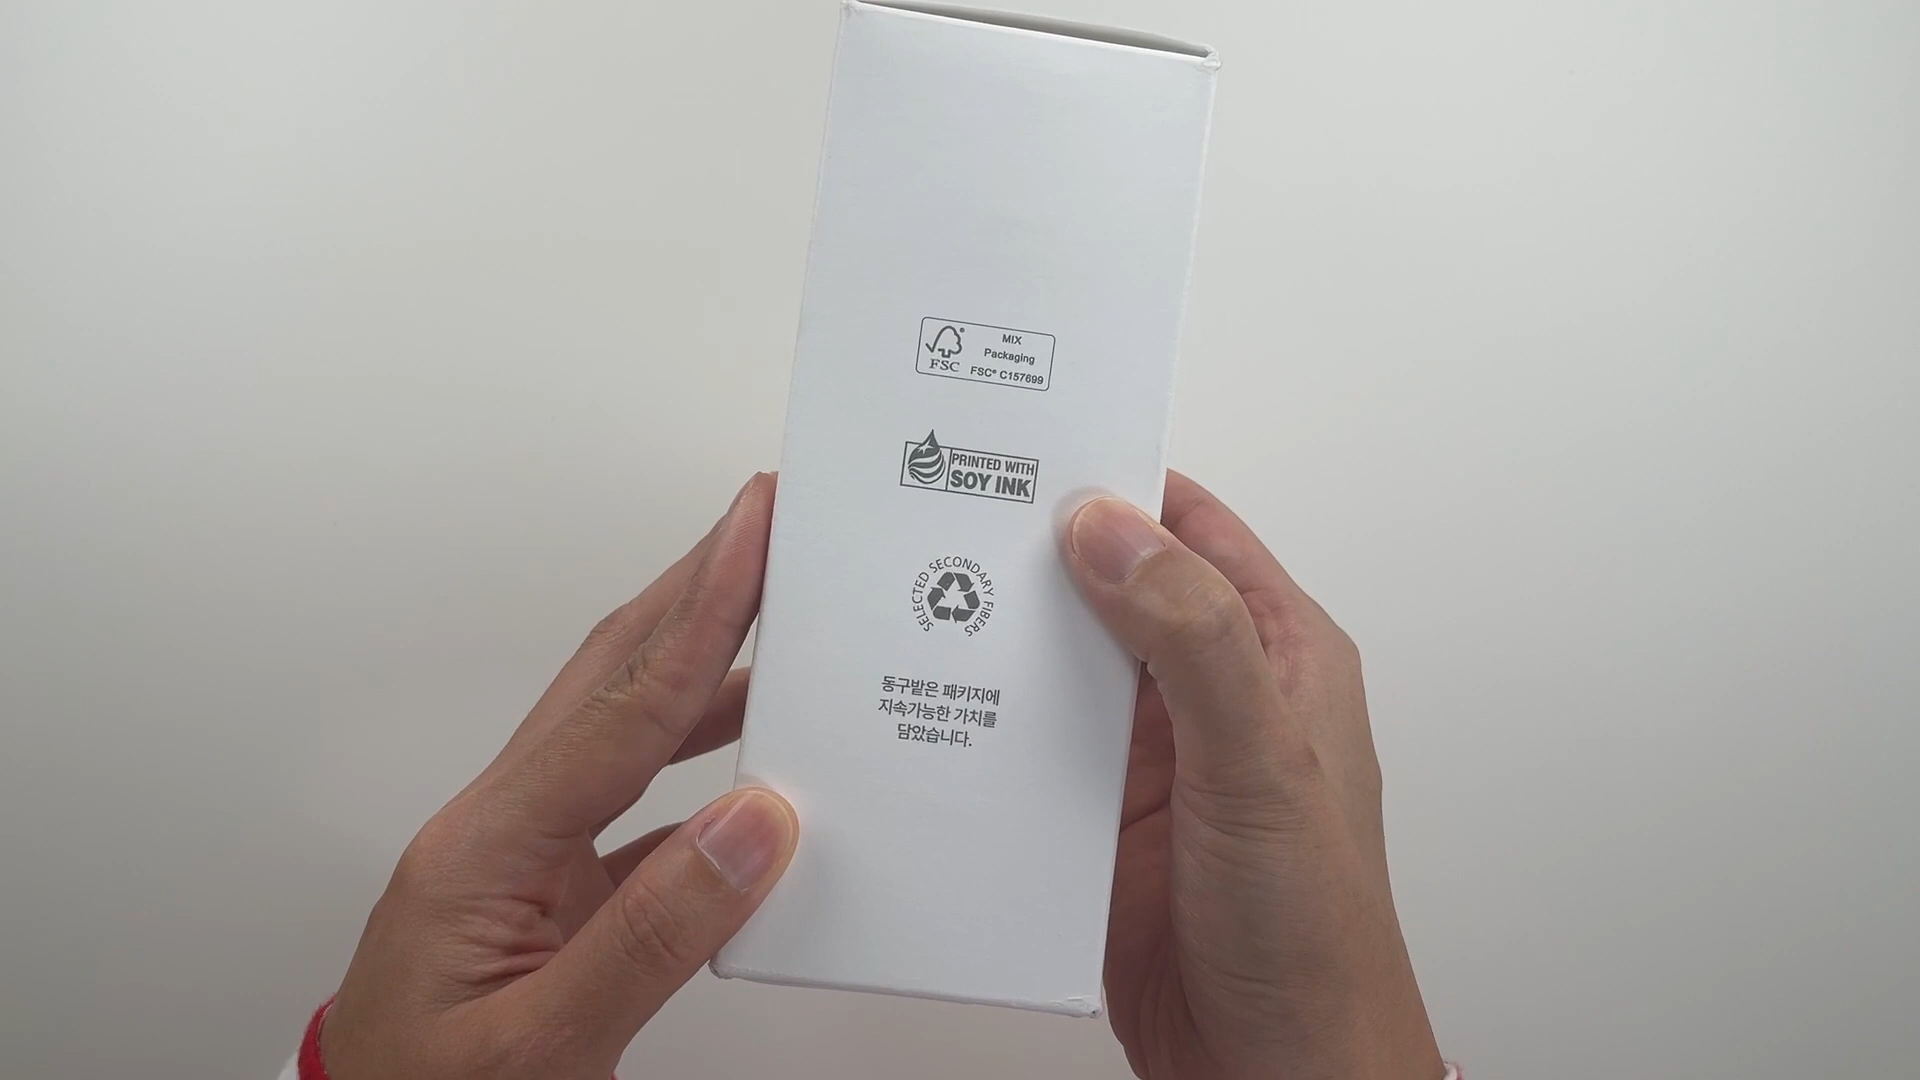 MIX
Packaging
FSC
FSC® C157699
PRINTED WITH
SOY INK
SELECTED SECONDARY FIBERS
동구밭은 패키지에
지속가능한 가치를
담았습니다.